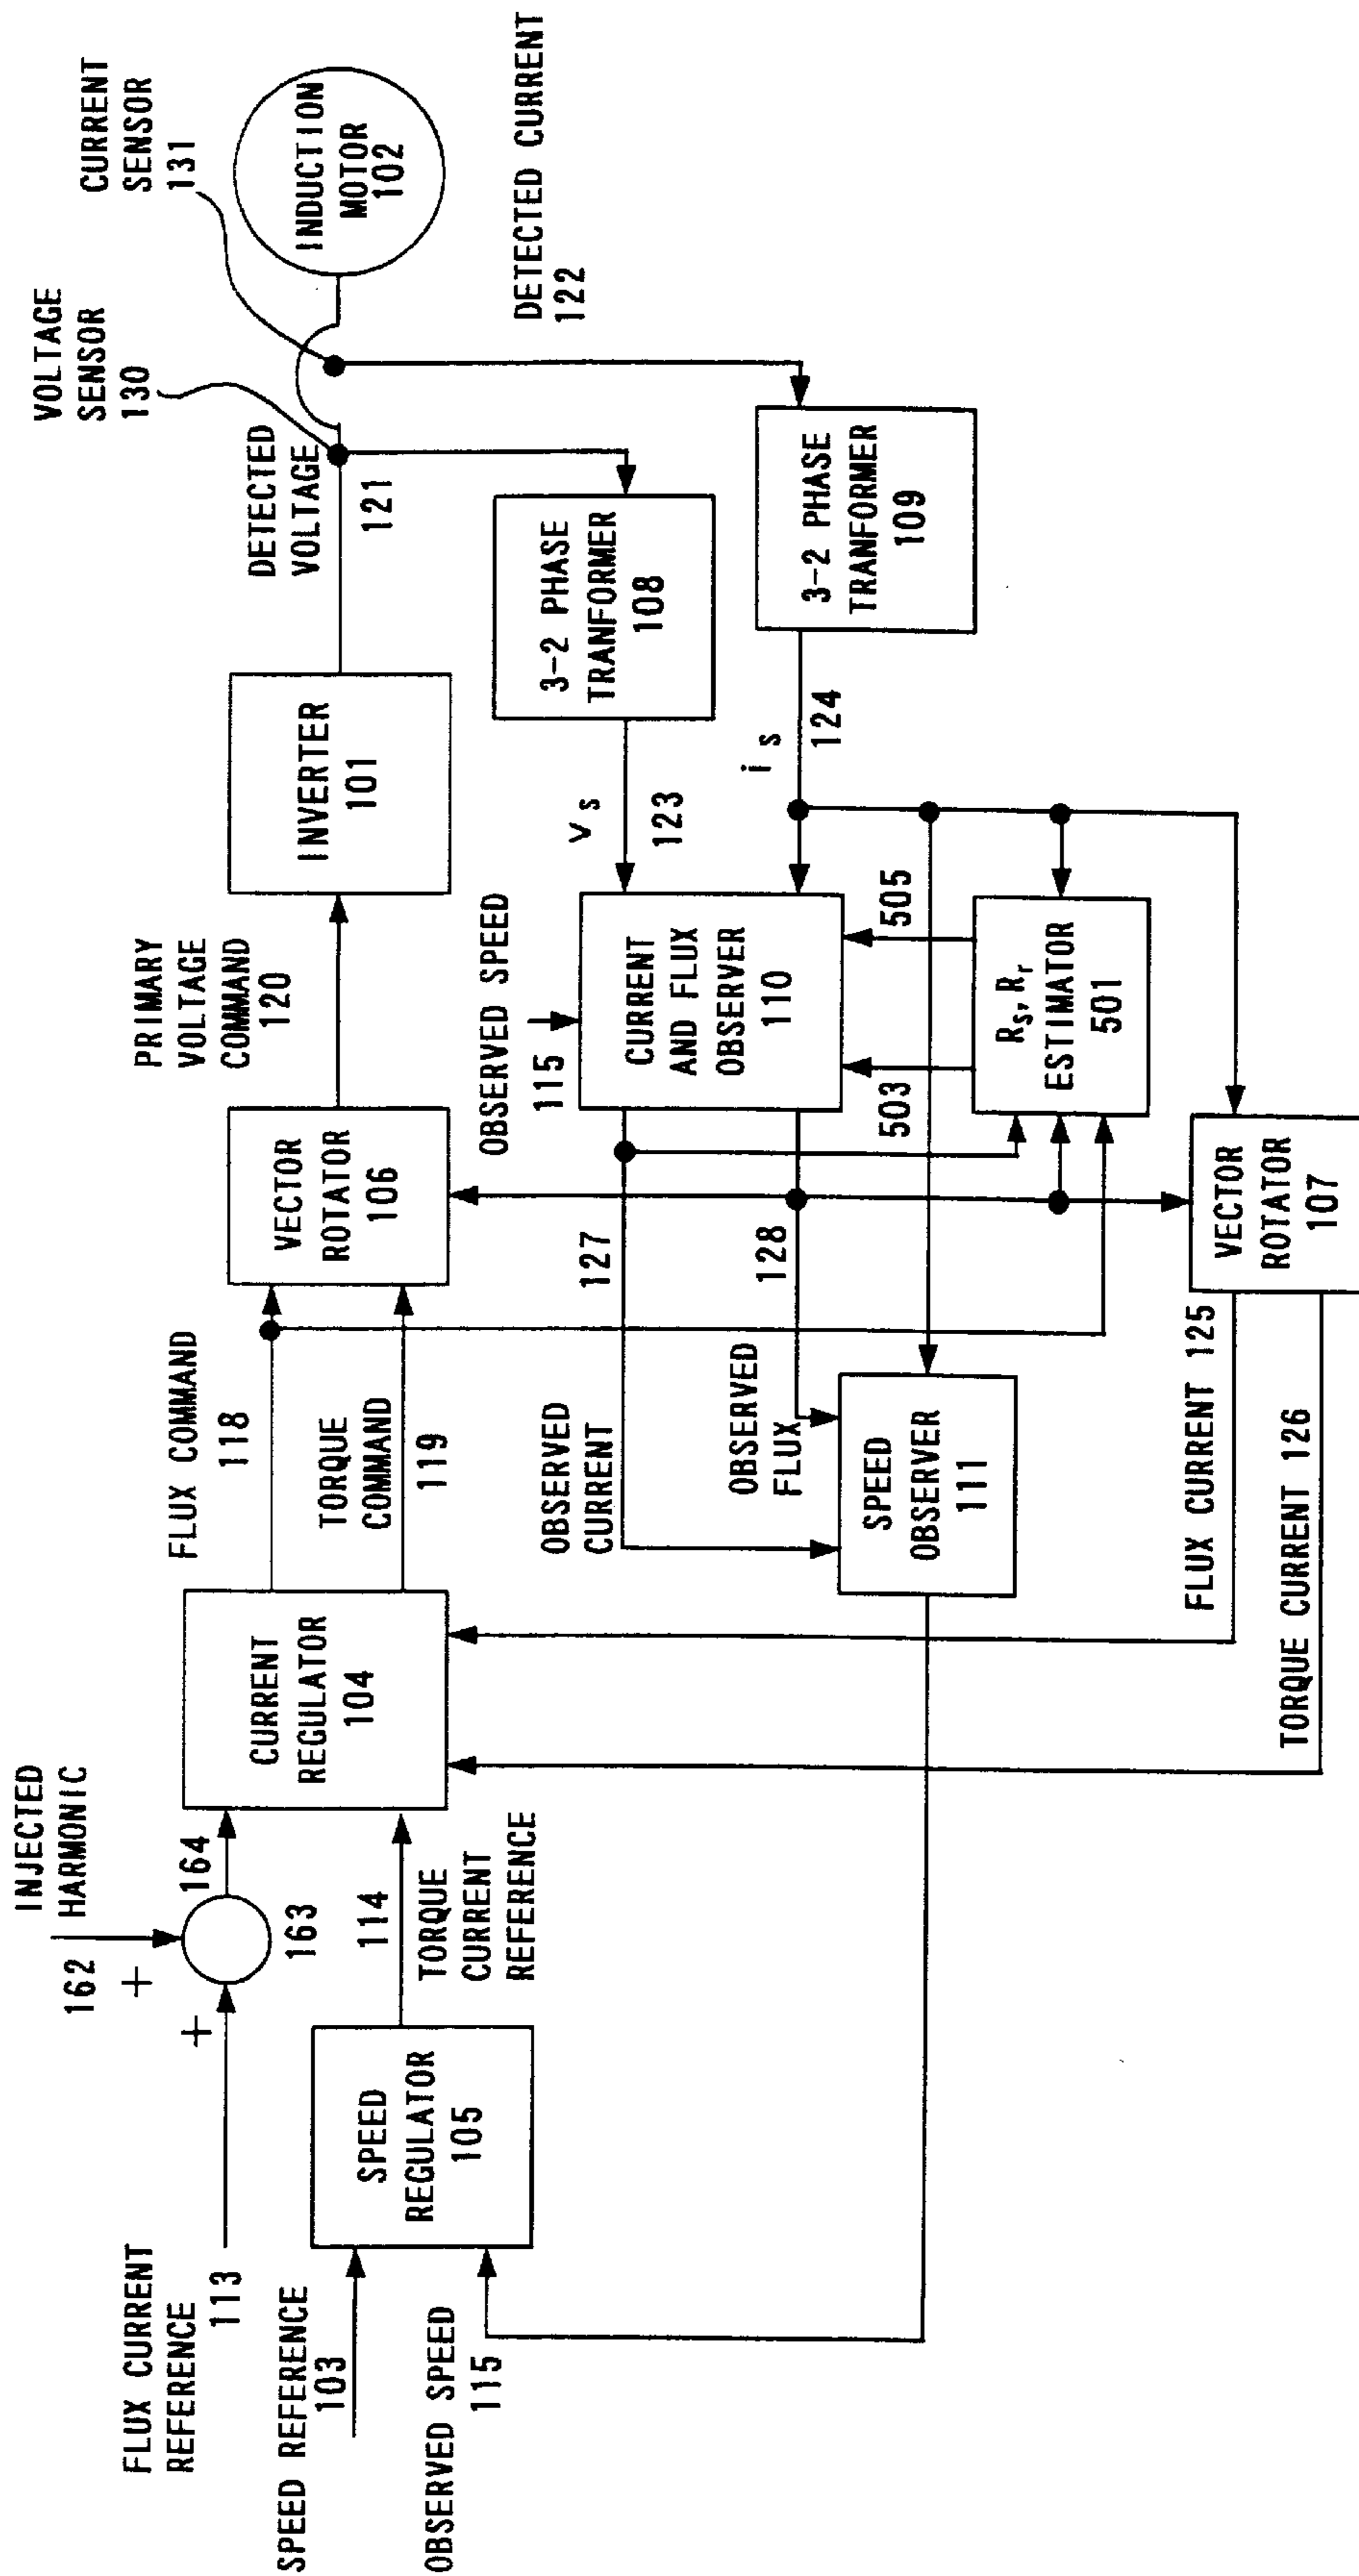 INJECTED
HARMONIC
162
+
+
163
164
FLUX CURRENT
REFERENCE
113
SPEED REFERENCE
103
OBSERVED SPEED
115
SPEED
REGULATOR
105
114
TORQUE
CURRENT
REFERENCE
CURRENT
REGULATOR
104
FLUX COMMAND
118
TORQUE
COMMAND
119
VECTOR
ROTATOR
106
PRIMARY
VOLTAGE
COMMAND
120
INVERTER
101
DETECTED
VOLTAGE
121
VOLTAGE
SENSOR
130
CURRENT
SENSOR
131
INDUCTION
MOTOR
102
DETECTED CURRENT
122
3-2 PHASE
TRANFORMER
108
3-2 PHASE
TRANFORMER
109
vs
123
is
124
OBSERVED SPEED
115
CURRENT
AND FLUX
OBSERVER
110
503
505
Rs, Rr
ESTIMATOR
501
127
128
OBSERVED
CURRENT
OBSERVED
FLUX
SPEED
OBSERVER
111
VECTOR
ROTATOR
107
FLUX CURRENT 125
TORQUE CURRENT 126